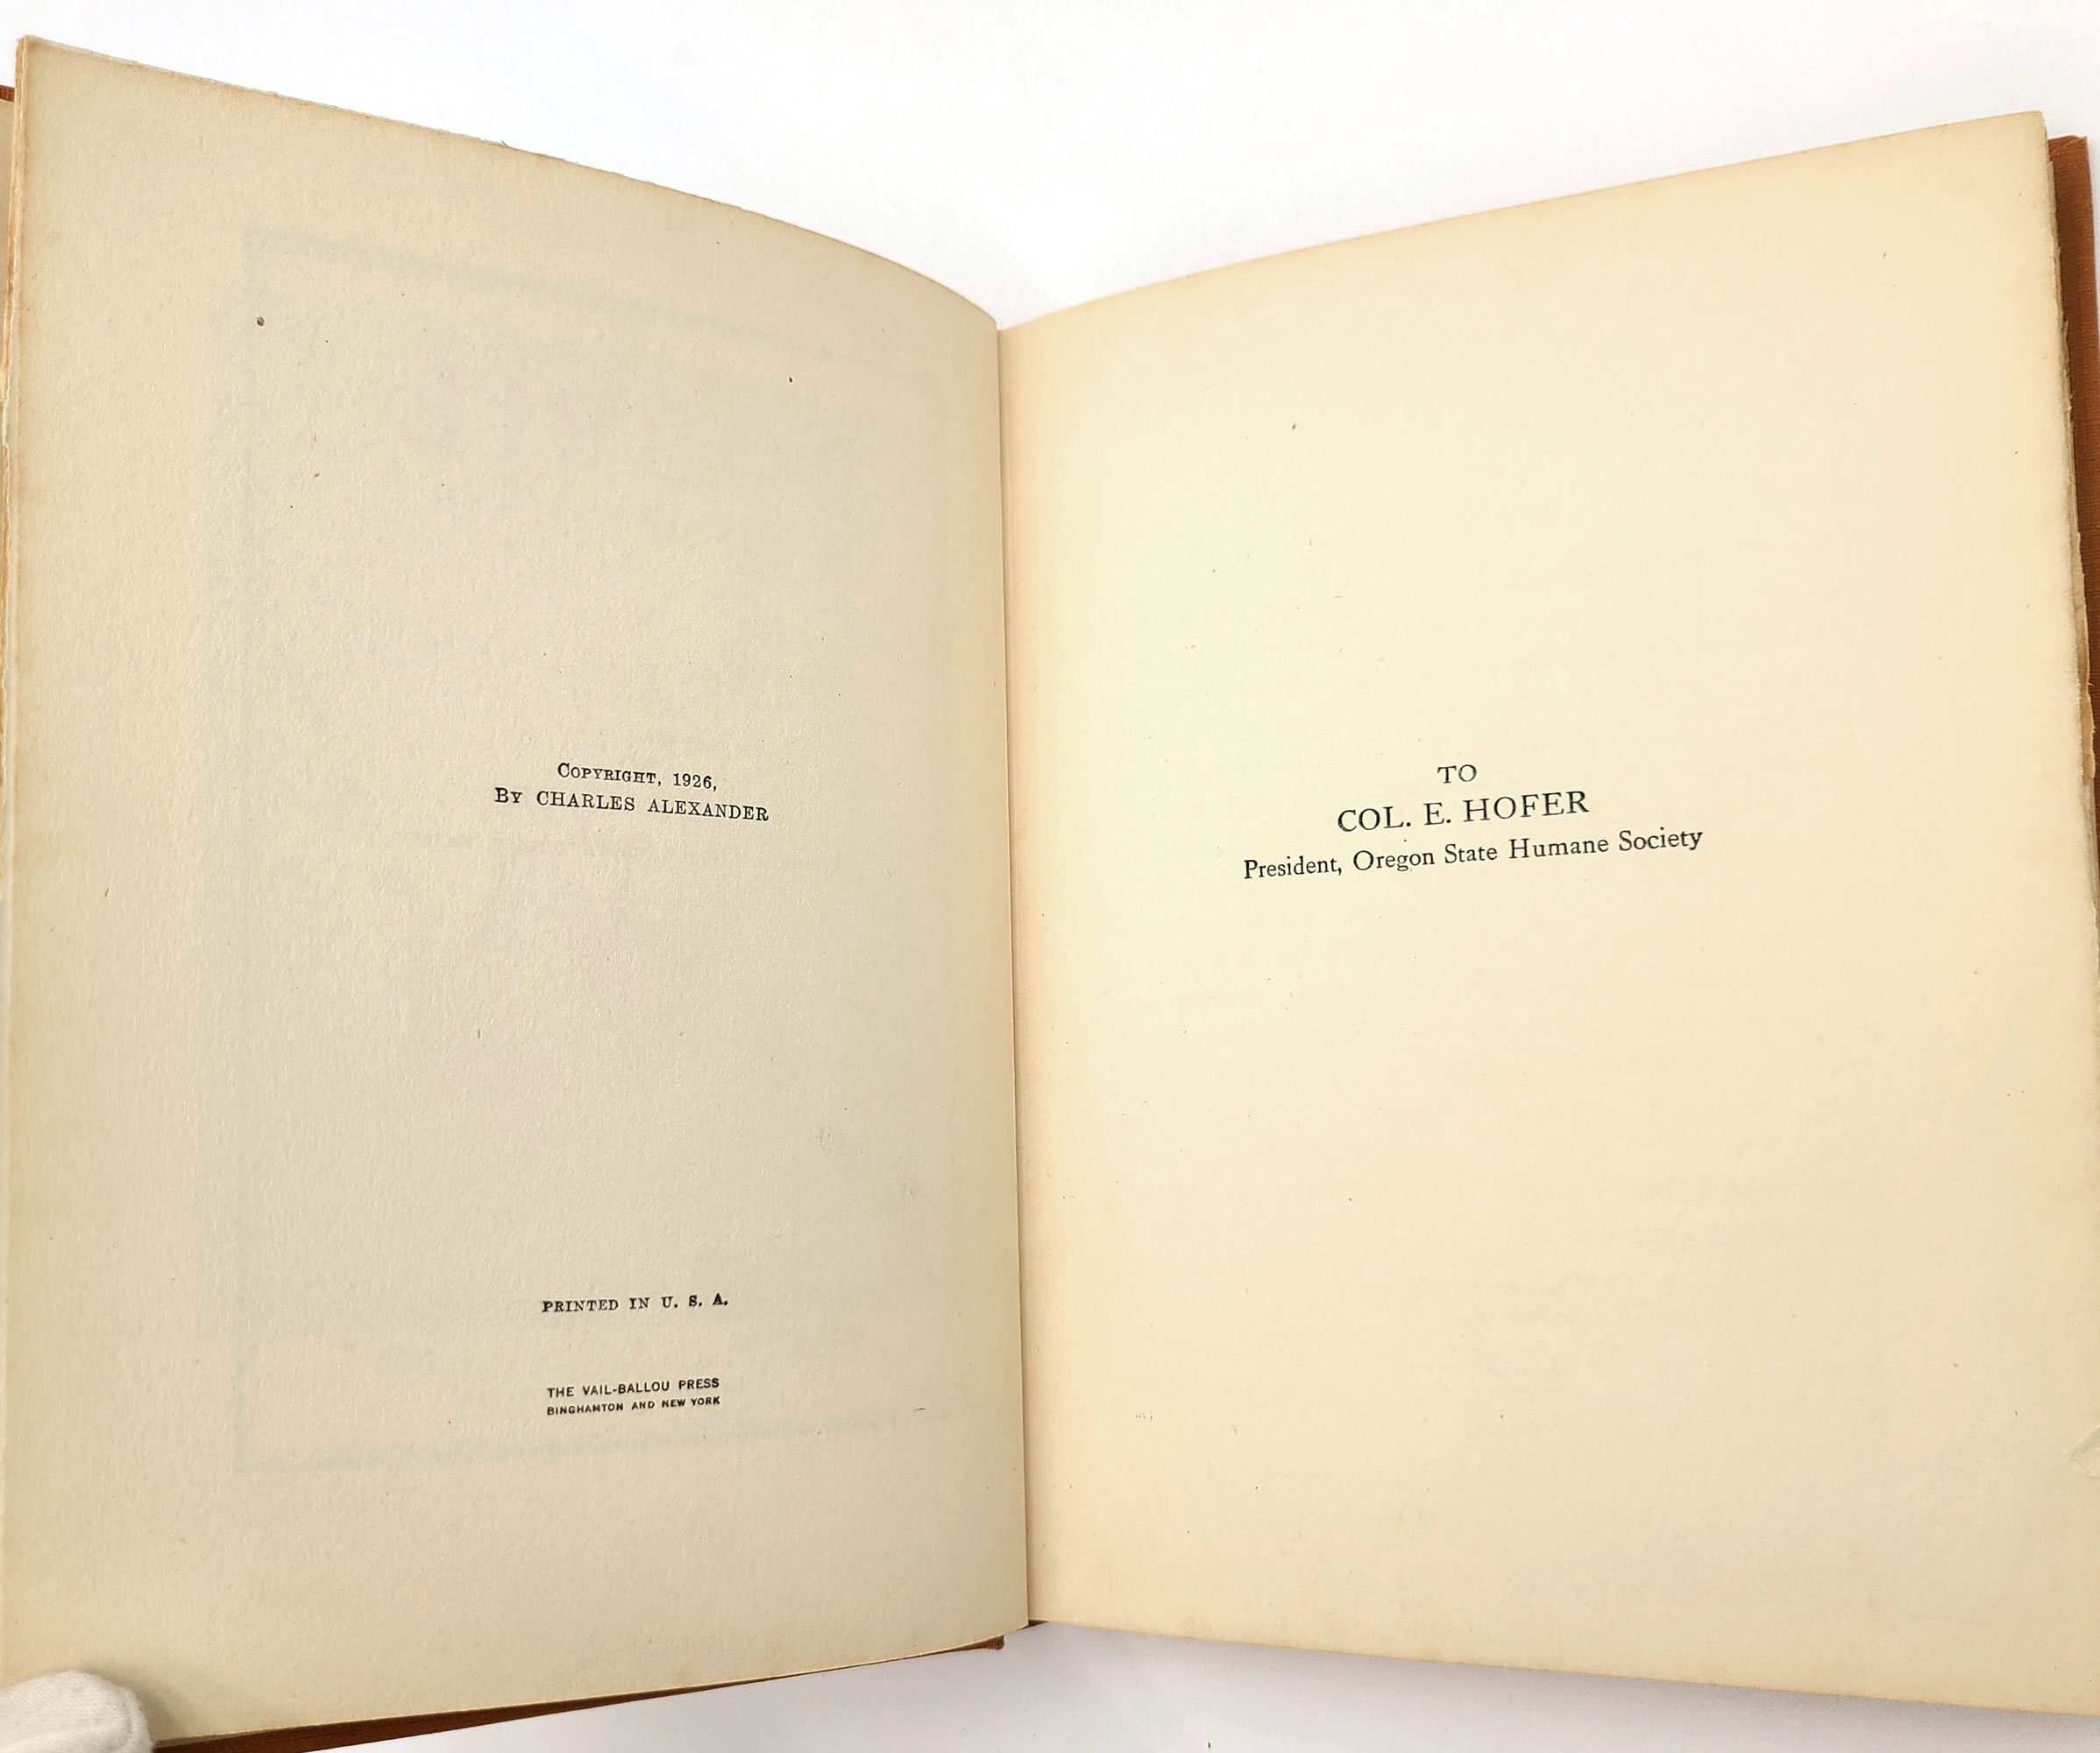 Copyright, 1926,
By CHARLES ALEXANDER
PRINTED IN U. S. A.
THE VAIL-BALLOU PRESS
BINGHAMTON AND NEW YORK
TO
COL. E. HOFER
President, Oregon State Humane Society